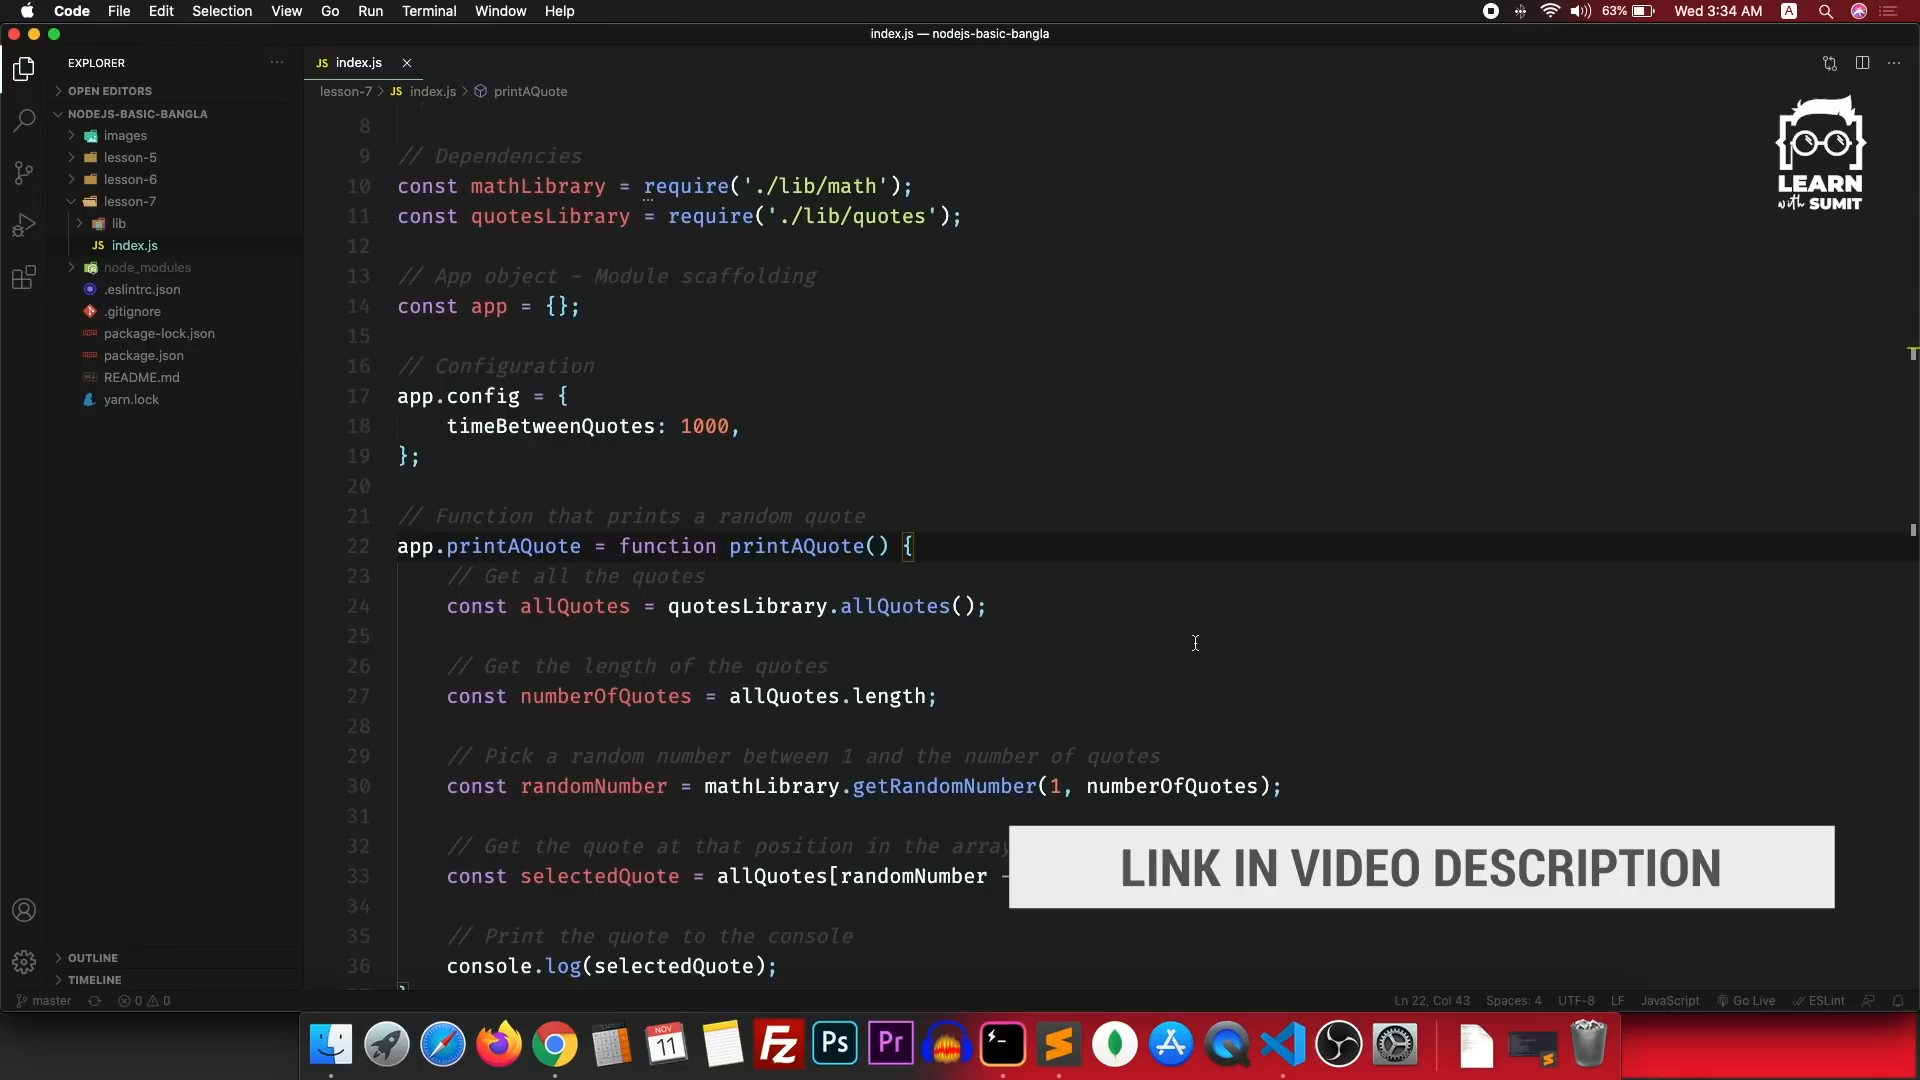 Code File Edit Selection View Go Run Terminal Window Help
63% Wed 3:34 AM A
index.js — nodejs-basic-bangla
EXPLORER
OPEN EDITORS
NODEJS-BASIC-BANGLA
images
lesson-5
lesson-6
lesson-7
lib
JS index.js
node_modules
.eslintrc.json
.gitignore
package-lock.json
package.json
README.md
yarn.lock
OUTLINE
TIMELINE
JS index.js
lesson-7 > JS index.js > printAQuote
8
9 // Dependencies
10 const mathLibrary = require('./lib/math');
11 const quotesLibrary = require('./lib/quotes');
12
13 // App object - Module scaffolding
14 const app = {};
15
16 // Configuration
17 app.config = {
18 timeBetweenQuotes: 1000,
19 };
20
21 // Function that prints a random quote
22 app.printAQuote = function printAQuote() {
23 // Get all the quotes
24 const allQuotes = quotesLibrary.allQuotes();
25
26 // Get the length of the quotes
27 const numberOfQuotes = allQuotes.length;
28
29 // Pick a random number between 1 and the number of quotes
30 const randomNumber = mathLibrary.getRandomNumber(1, numberOfQuotes);
31
32 // Get the quote at that position in the array
33 const selectedQuote = allQuotes[randomNumber -
34
35 // Print the quote to the console
36 console.log(selectedQuote);
LEARN
with SUMIT
LINK IN VIDEO DESCRIPTION
master 0 0
Ln 22, Col 43 Spaces: 4 UTF-8 LF JavaScript Go Live ESLint
NOV
11
Fz
Ps
Pr